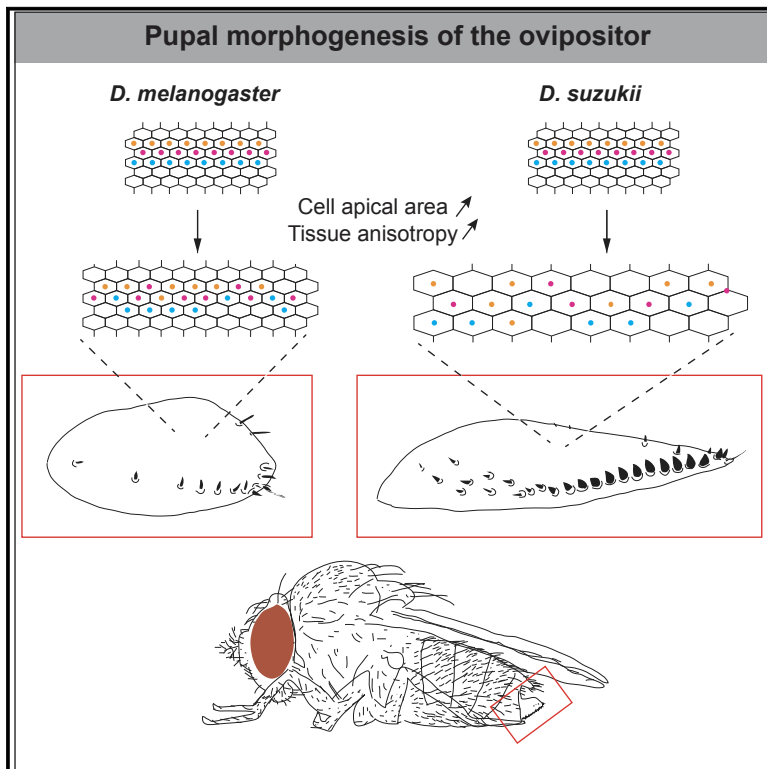 Pupal morphogenesis of the ovipositor
D. melanogaster
D. suzukii
Cell apical area ↗
Tissue anisotropy ↗